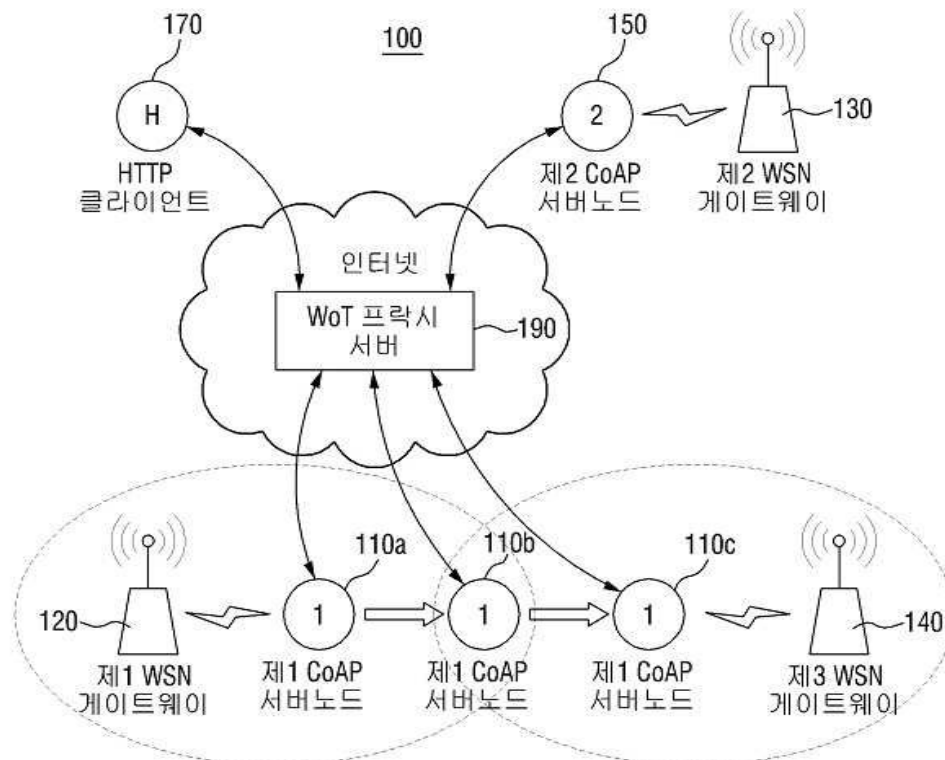 170
100
150
H
2
130
HTTP
클라이언트
제2 CoAP
서버노드
제2 WSN
게이트웨이
인터넷
WoT 프락시
서버
190
110a
110b
110c
120
1
1
1
140
제1 WSN
게이트웨이
제1 CoAP
서버노드
제1 CoAP
서버노드
제1 CoAP
서버노드
제3 WSN
게이트웨이